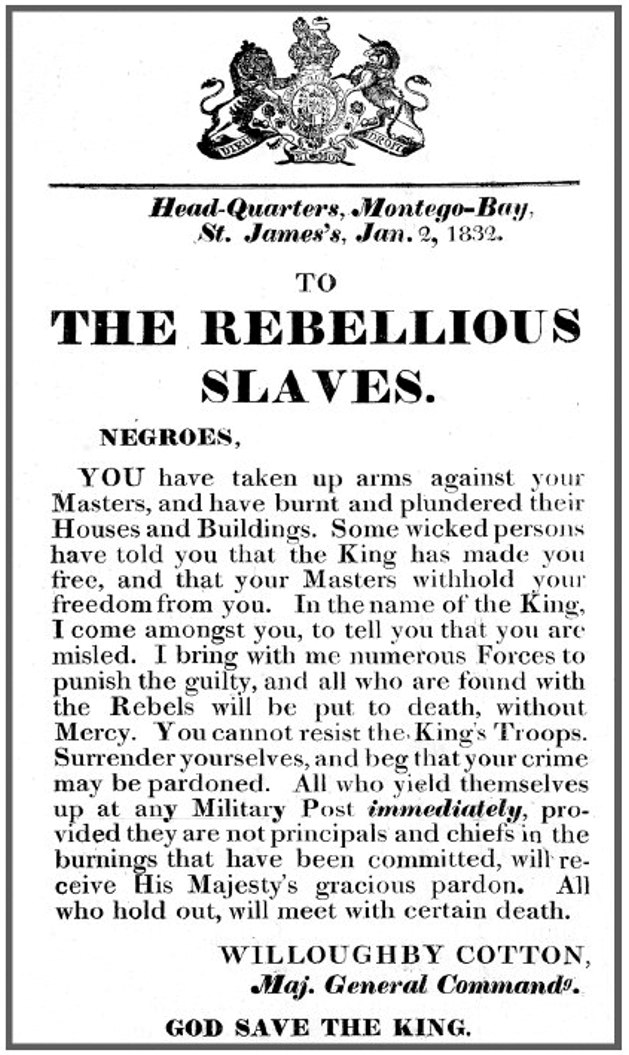 DIEU ET MON DROIT
Head-Quarters, Montego-Bay,
St. James's, Jan. 2, 1832.
TO
THE REBELLIOUS
SLAVES.
NEGROES,
YOU have taken up arms against your
Masters, and have burnt and plundered their
Houses and Buildings. Some wicked persons
have told you that the King has made you
free, and that your Masters withhold your
freedom from you. In the name of the King,
I come amongst you, to tell you that you are
misled. I bring with me numerous Forces to
punish the guilty, and all who are found with
the Rebels will be put to death, without
Mercy. You cannot resist the King's Troops.
Surrender yourselves, and beg that your crime
may be pardoned. All who yield themselves
up at any Military Post immediately, pro-
vided they are not principals and chiefs in the
burnings that have been committed, will re-
ceive His Majesty's gracious pardon. All
who hold out, will meet with certain death.
WILLOUGHBY COTTON,
Maj. General Commandg.
GOD SAVE THE KING.